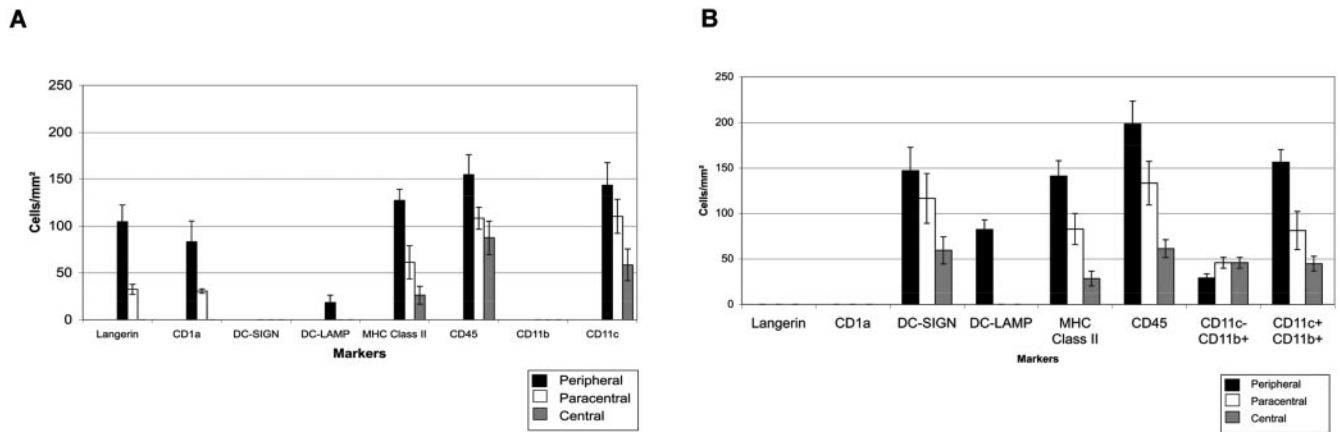 A
250
200
150
100
50
0
Cells/mm²
Langerin CD1a DC-SIGN DC-LAMP MHC Class II CD45 CD11b CD11c
Markers
Peripheral
Paracentral
Central
B
250
200
150
100
50
0
Cells/mm²
Langerin CD1a DC-SIGN DC-LAMP MHC Class II CD45 CD11c- CD11b+ CD11c+ CD11b+
Markers
Peripheral
Paracentral
Central